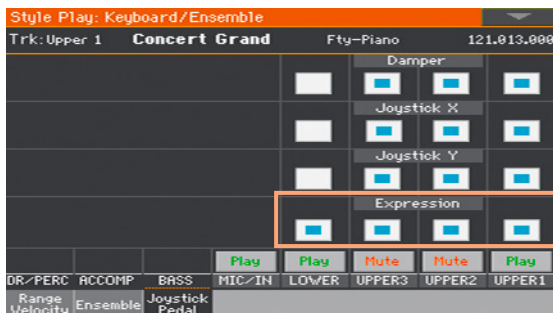 Style Play: Keyboard/Ensemble
Trk:Upper 1 Concert Grand Fty-Piano 121.013.000
Damper
Joystick X
Joystick Y
Expression
Play Play Mute Mute Play
DR/PERC ACCOMP BASS MIC/IN LOWER UPPER3 UPPER2 UPPER1
Range Velocity Ensemble Joystick Pedal